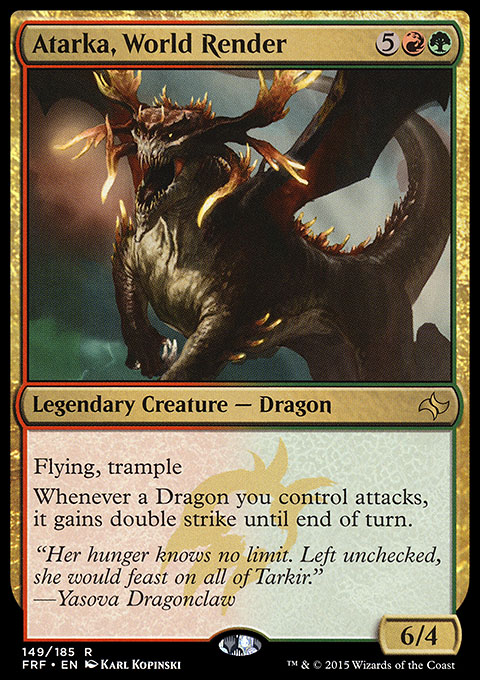 Atarka, World Render 5
Legendary Creature — Dragon
Flying, trample
Whenever a Dragon you control attacks,
it gains double strike until end of turn.
“Her hunger knows no limit. Left unchecked,
she would feast on all of Tarkir.”
—Yasova Dragonclaw
6/4
149/185 R
FRF • EN Karl Kopinski
™ & © 2015 Wizards of the Coast